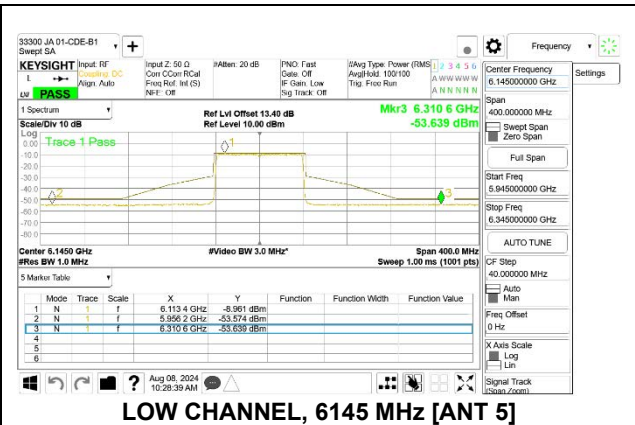 33300 JA 01-CDE-B1
Swept SA
+
Frequency
KEYSIGHT
Input: RF
Coupling: DC
Align: Auto
Input Z: 50 Ω
Corr CCorr RCal
Freq Ref: Int (S)
NFE: Off
#Atten: 20 dB
PNO: Fast
Gate: Off
IF Gain: Low
Sig Track: Off
#Avg Type: Power (RMS
Avg|Hold: 100/100
Trig: Free Run
1 2 3 4 5 6
A W W W W W
A N N N N N
L
PASS
Center Frequency
6.145000000 GHz
Settings
Span
400.000000 MHz
Swept Span
Zero Span
Full Span
Start Freq
5.945000000 GHz
Stop Freq
6.345000000 GHz
AUTO TUNE
CF Step
40.000000 MHz
Auto
Man
Freq Offset
0 Hz
X Axis Scale
Log
Lin
Signal Track
(Span Zoom)
1 Spectrum
Scale/Div 10 dB
Ref Lvl Offset 13.40 dB
Ref Level 10.00 dBm
Mkr3 6.310 6 GHz
-53.639 dBm
Log
Trace 1 Pass
0.00
-10.0
-20.0
-30.0
-40.0
-50.0
-60.0
-70.0
-80.0
1
2
3
Center 6.1450 GHz
#Res BW 1.0 MHz
#Video BW 3.0 MHz*
Span 400.0 MHz
Sweep 1.00 ms (1001 pts)
5 Marker Table
Mode Trace Scale X Y Function Function Width Function Value
1 N 1 f 6.113 4 GHz -8.961 dBm
2 N 1 f 5.956 2 GHz -53.574 dBm
3 N 1 f 6.310 6 GHz -53.639 dBm
4
5
6
?
Aug 08, 2024
10:28:39 AM
LOW CHANNEL, 6145 MHz [ANT 5]